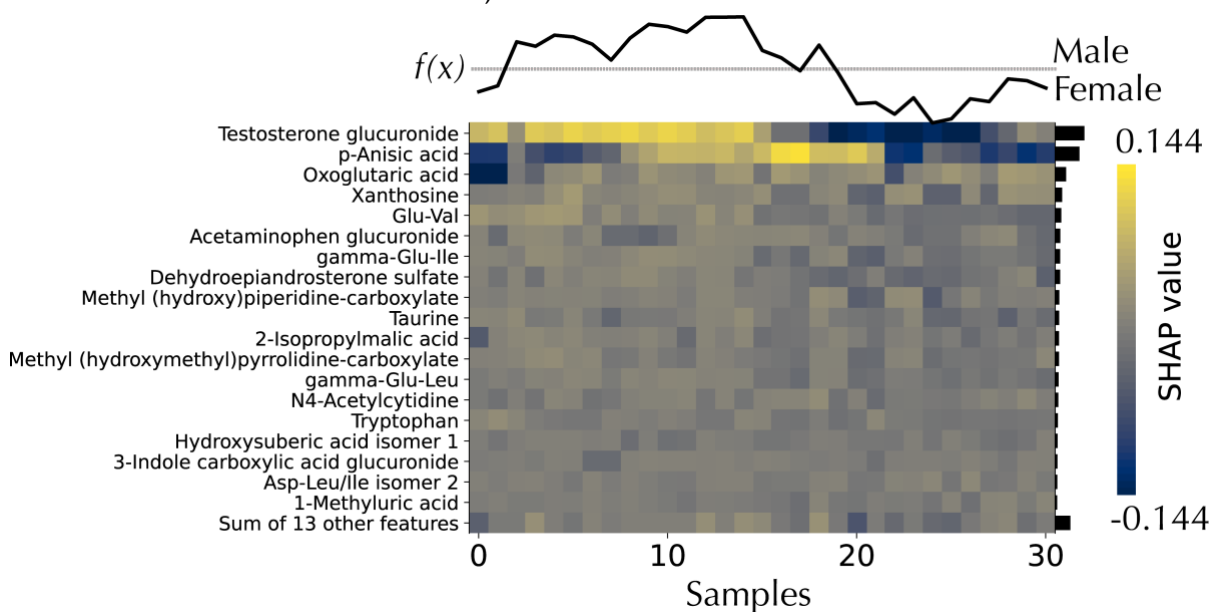 f(x)
Male
Female
Testosterone glucuronide
p-Anisic acid
Oxoglutaric acid
Xanthosine
Glu-Val
Acetaminophen glucuronide
gamma-Glu-Ile
Dehydroepiandrosterone sulfate
Methyl (hydroxy)piperidine-carboxylate
Taurine
2-Isopropylmalic acid
Methyl (hydroxymethyl)pyrrolidine-carboxylate
gamma-Glu-Leu
N4-Acetylcytidine
Tryptophan
Hydroxysuberic acid isomer 1
3-Indole carboxylic acid glucuronide
Asp-Leu/Ile isomer 2
1-Methyluric acid
Sum of 13 other features
0 10 20 30
Samples
0.144
SHAP value
-0.144